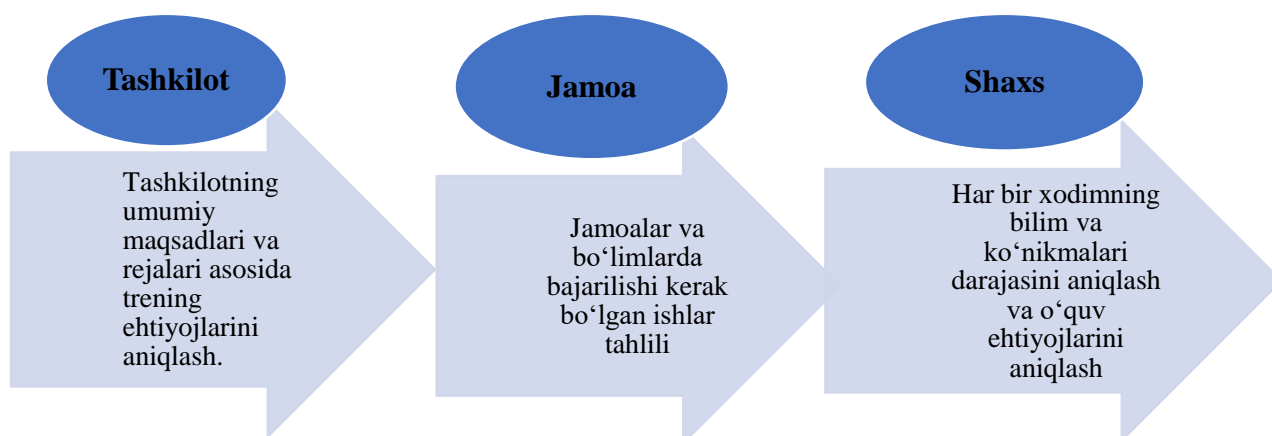 Tashkilot
Tashkilotning
umumiy
maqsadlari va
rejalari asosida
trening
ehtiyojlarini
aniqlash.
Jamoa
Jamoalar va
bo‘limlarda
bajarilishi kerak
bo‘lgan ishlar
tahlili
Shaxs
Har bir xodimning
bilim va
ko‘nikmalari
darajasini aniqlash
va o‘quv
ehtiyojlarini
aniqlash